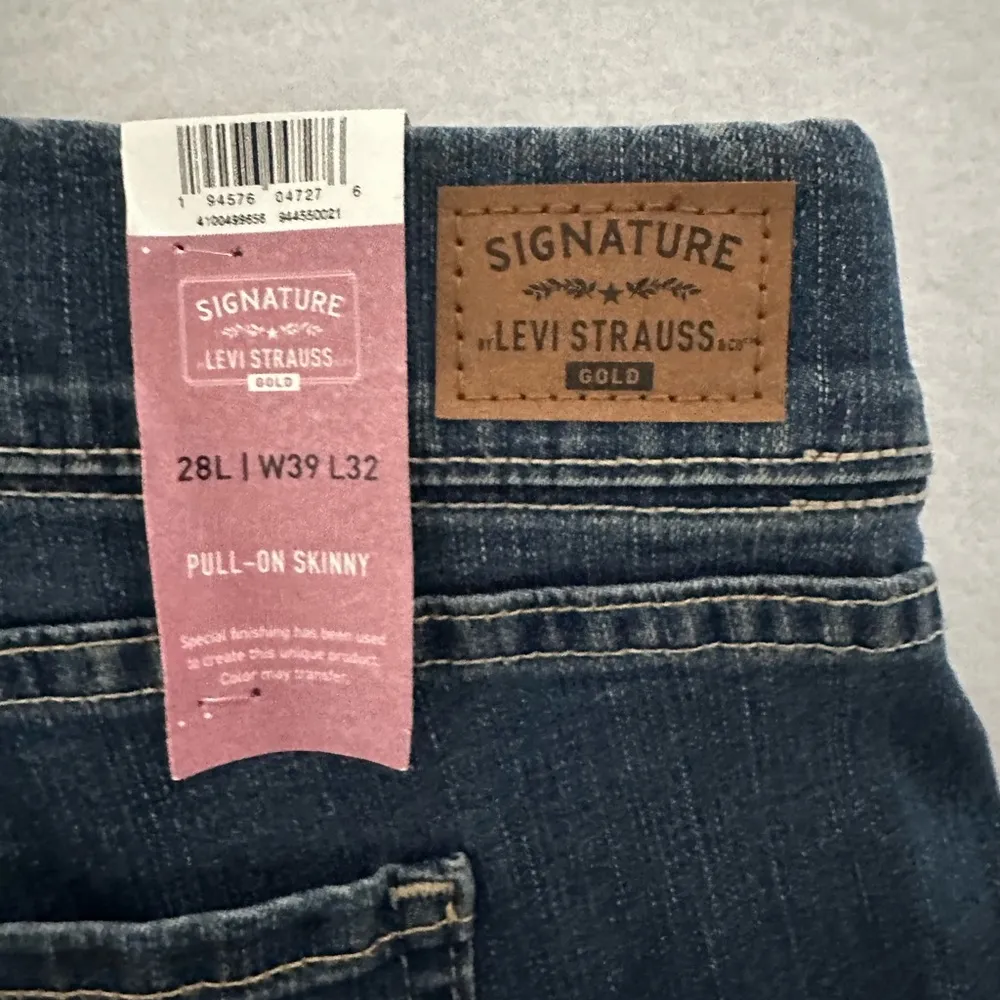 1 94576 04727 6
4100499656 944550021
SIGNATURE
LEVI STRAUSS
GOLD
28L | W39 L32
PULL-ON SKINNY
Special finishing has been used
to create this unique product.
Color may transfer.
SIGNATURE
BY LEVI STRAUSS & CO™
GOLD